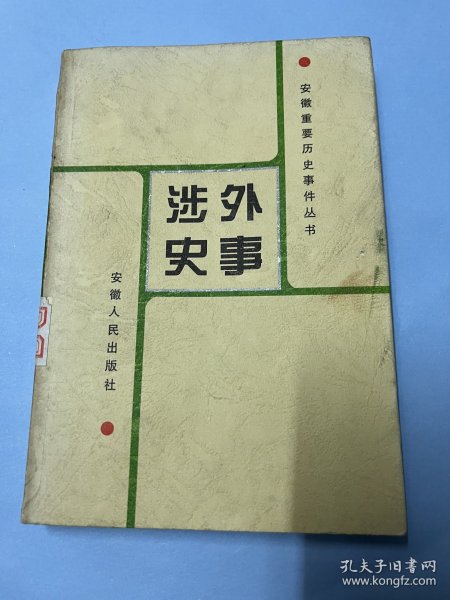 安徽重要历史事件丛书
涉外
史事
安徽人民出版社
孔夫子旧书网
www.kongfz.com